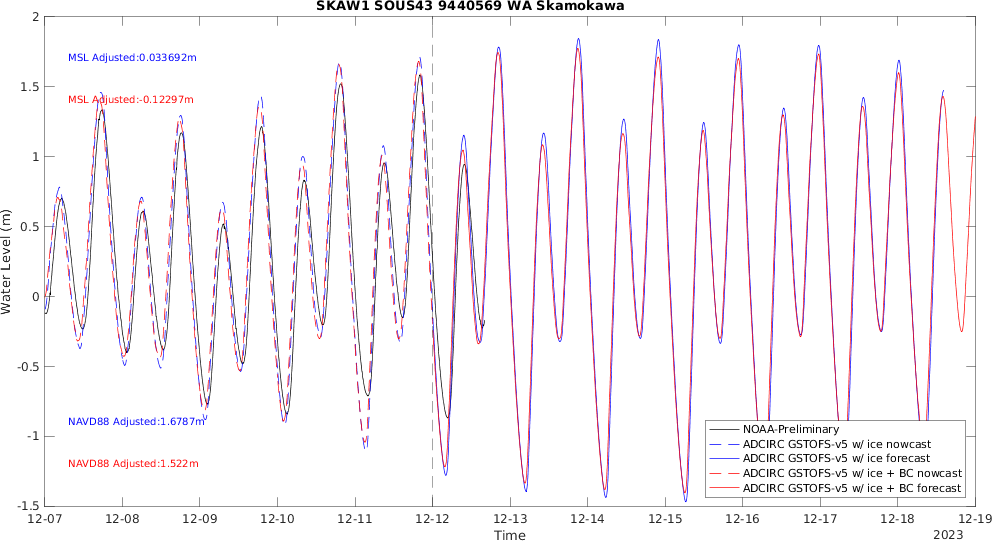 SKAW1 SOUS43 9440569 WA Skamokawa
2
1.5
1
0.5
0
-0.5
-1
-1.5
Water Level (m)
MSL Adjusted:0.033692m
MSL Adjusted:-0.12297m
NAVD88 Adjusted:1.6787m
NAVD88 Adjusted:1.522m
NOAA-Preliminary
ADCIRC GSTOFS-v5 w/ ice nowcast
ADCIRC GSTOFS-v5 w/ ice forecast
ADCIRC GSTOFS-v5 w/ ice + BC nowcast
ADCIRC GSTOFS-v5 w/ ice + BC forecast
12-07 12-08 12-09 12-10 12-11 12-12 12-13 12-14 12-15 12-16 12-17 12-18 12-19
Time
2023